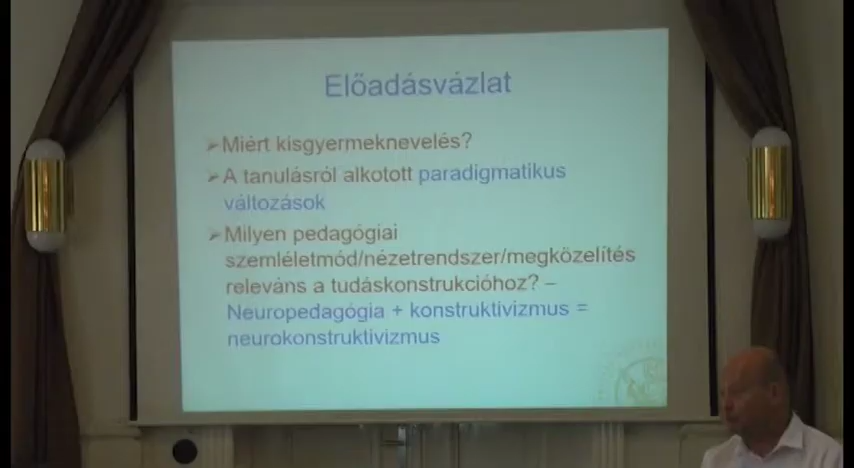 Előadásvázlat
➢Miért kisgyermeknevelés?
➢A tanulásról alkotott paradigmatikus
változások
➢Milyen pedagógiai
szemléletmód/nézetrendszer/megközelítés
releváns a tudáskonstrukcióhoz? –
Neuropedagógia + konstruktivizmus =
neurokonstruktivizmus